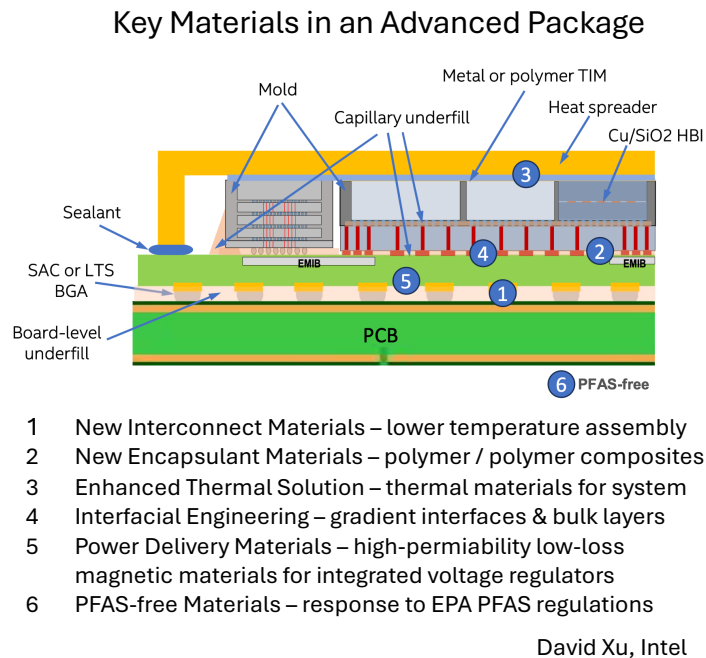 Key Materials in an Advanced Package
Metal or polymer TIM
Mold
Heat spreader
Capillary underfill
Cu/SiO2 HBI
3
Sealant
2
4
EMIB
EMIB
SAC or LTS
BGA
5
1
Board-level
underfill
PCB
6 PFAS-free
1 New Interconnect Materials – lower temperature assembly
2 New Encapsulant Materials – polymer / polymer composites
3 Enhanced Thermal Solution – thermal materials for system
4 Interfacial Engineering – gradient interfaces & bulk layers
5 Power Delivery Materials – high-permiability low-loss
magnetic materials for integrated voltage regulators
6 PFAS-free Materials – response to EPA PFAS regulations
David Xu, Intel